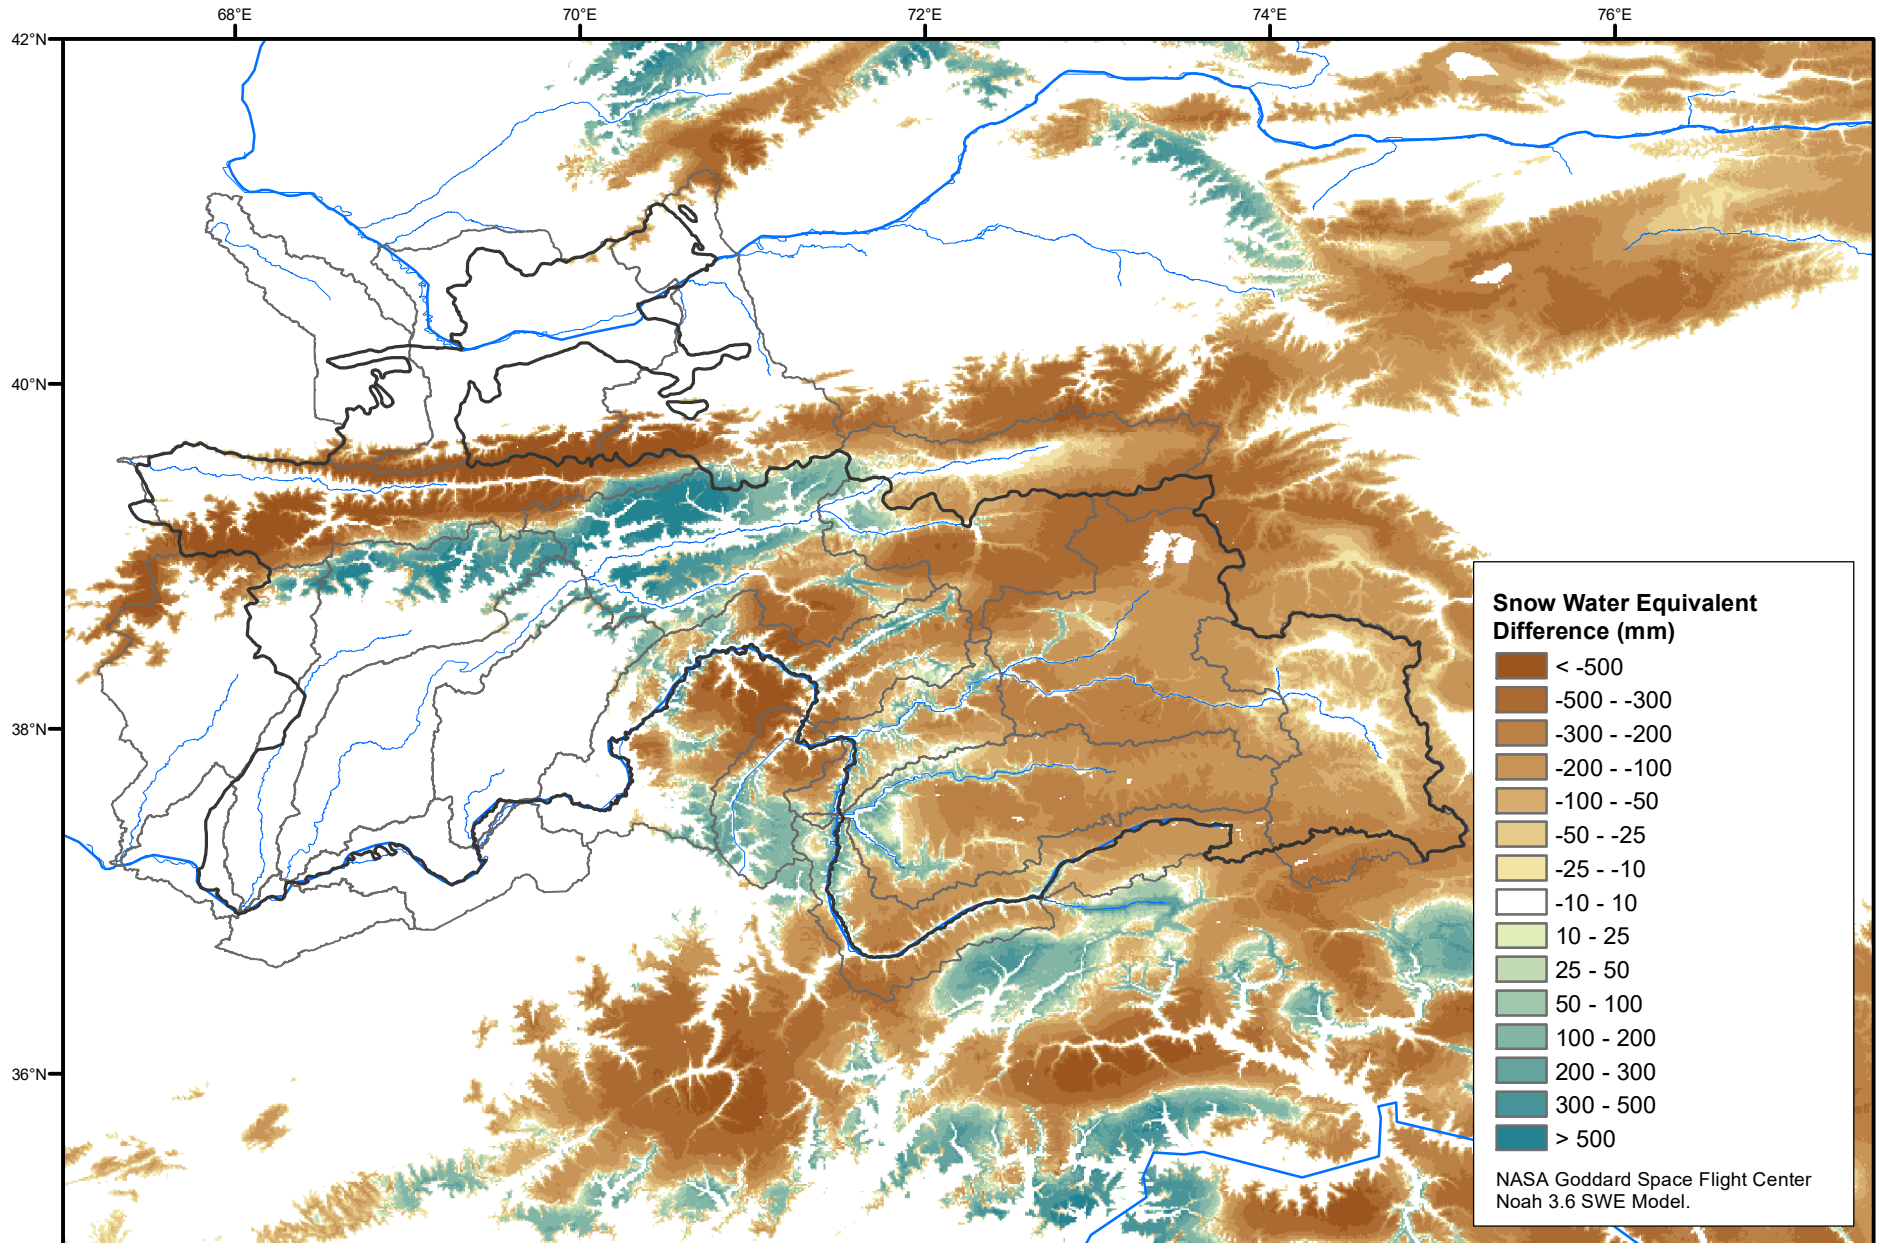 68°E
70°E
72°E
74°E
76°E
42°N
40°N
38°N
36°N
Snow Water Equivalent
Difference (mm)
< -500
-500 - -300
-300 - -200
-200 - -100
-100 - -50
-50 - -25
-25 - -10
-10 - 10
10 - 25
25 - 50
50 - 100
100 - 200
200 - 300
300 - 500
> 500
NASA Goddard Space Flight Center
Noah 3.6 SWE Model.